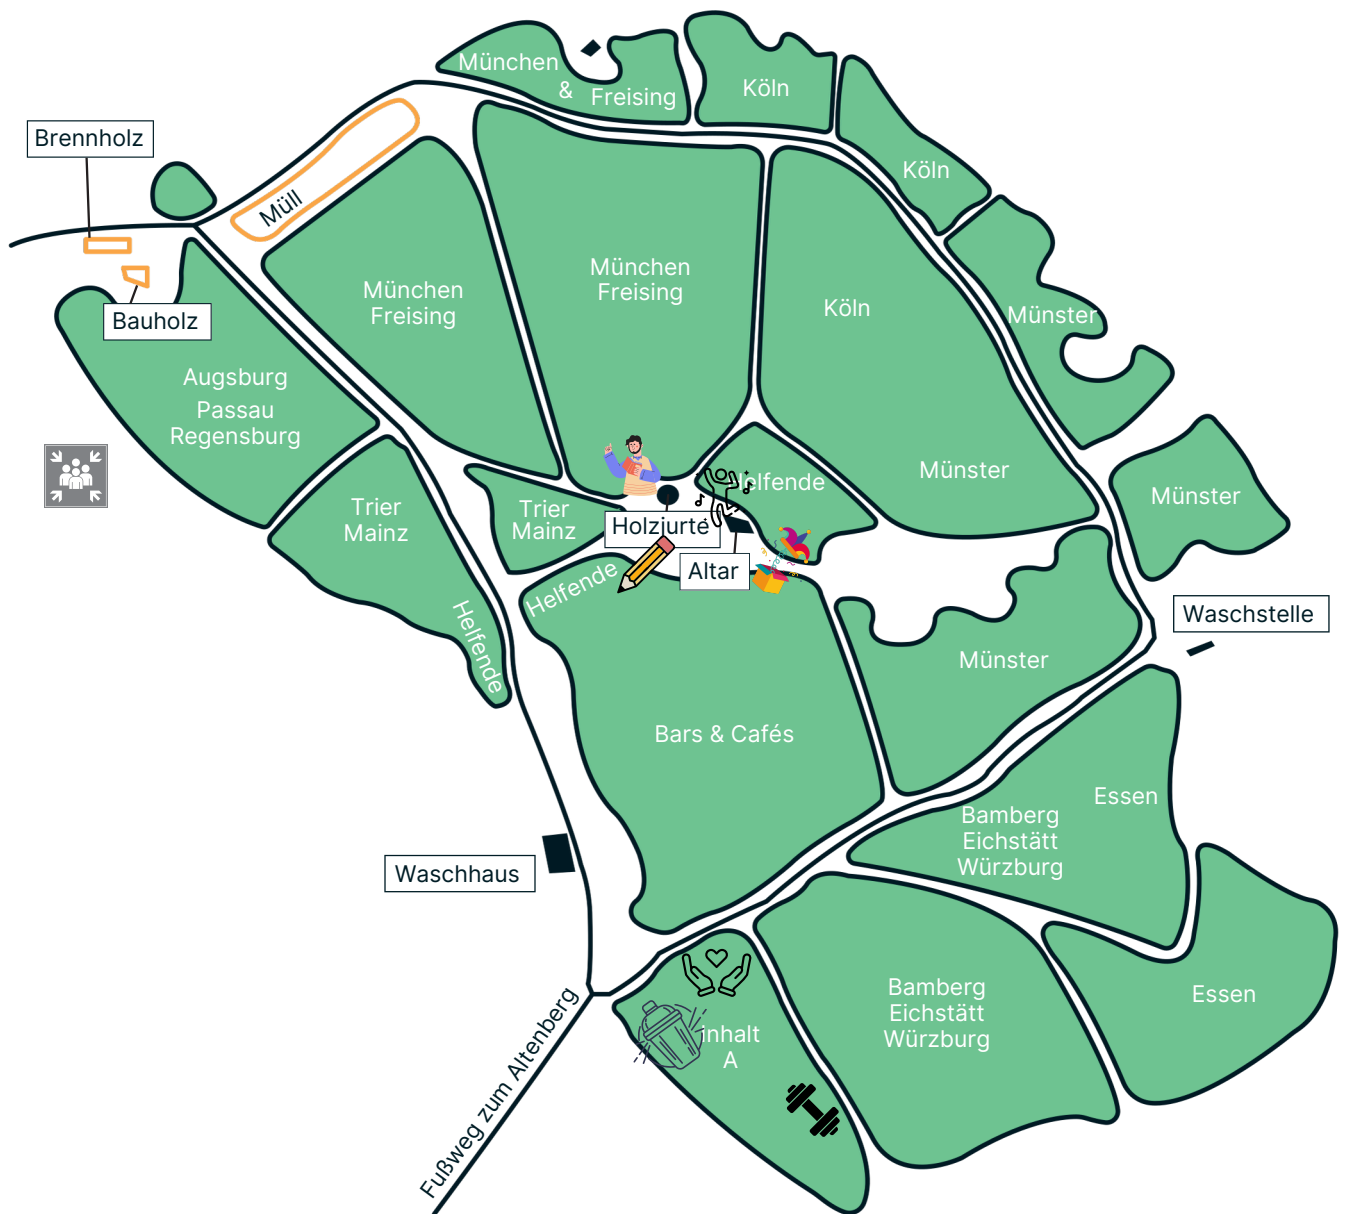 München
& Freising
Köln
Brennholz
Köln
Müll
München
Freising
München
Freising
Köln
Münster
Bauholz
Augsburg
Passau
Regensburg
Münster
Helfende
Münster
Trier
Mainz
Trier
Mainz
Holzjurte
Altar
Helfende
Helfende
Waschstelle
Münster
Bars & Cafés
Essen
Bamberg
Eichstätt
Würzburg
Waschhaus
Bamberg
Eichstätt
Würzburg
Essen
inhalt
A
Fußweg zum Altenberg